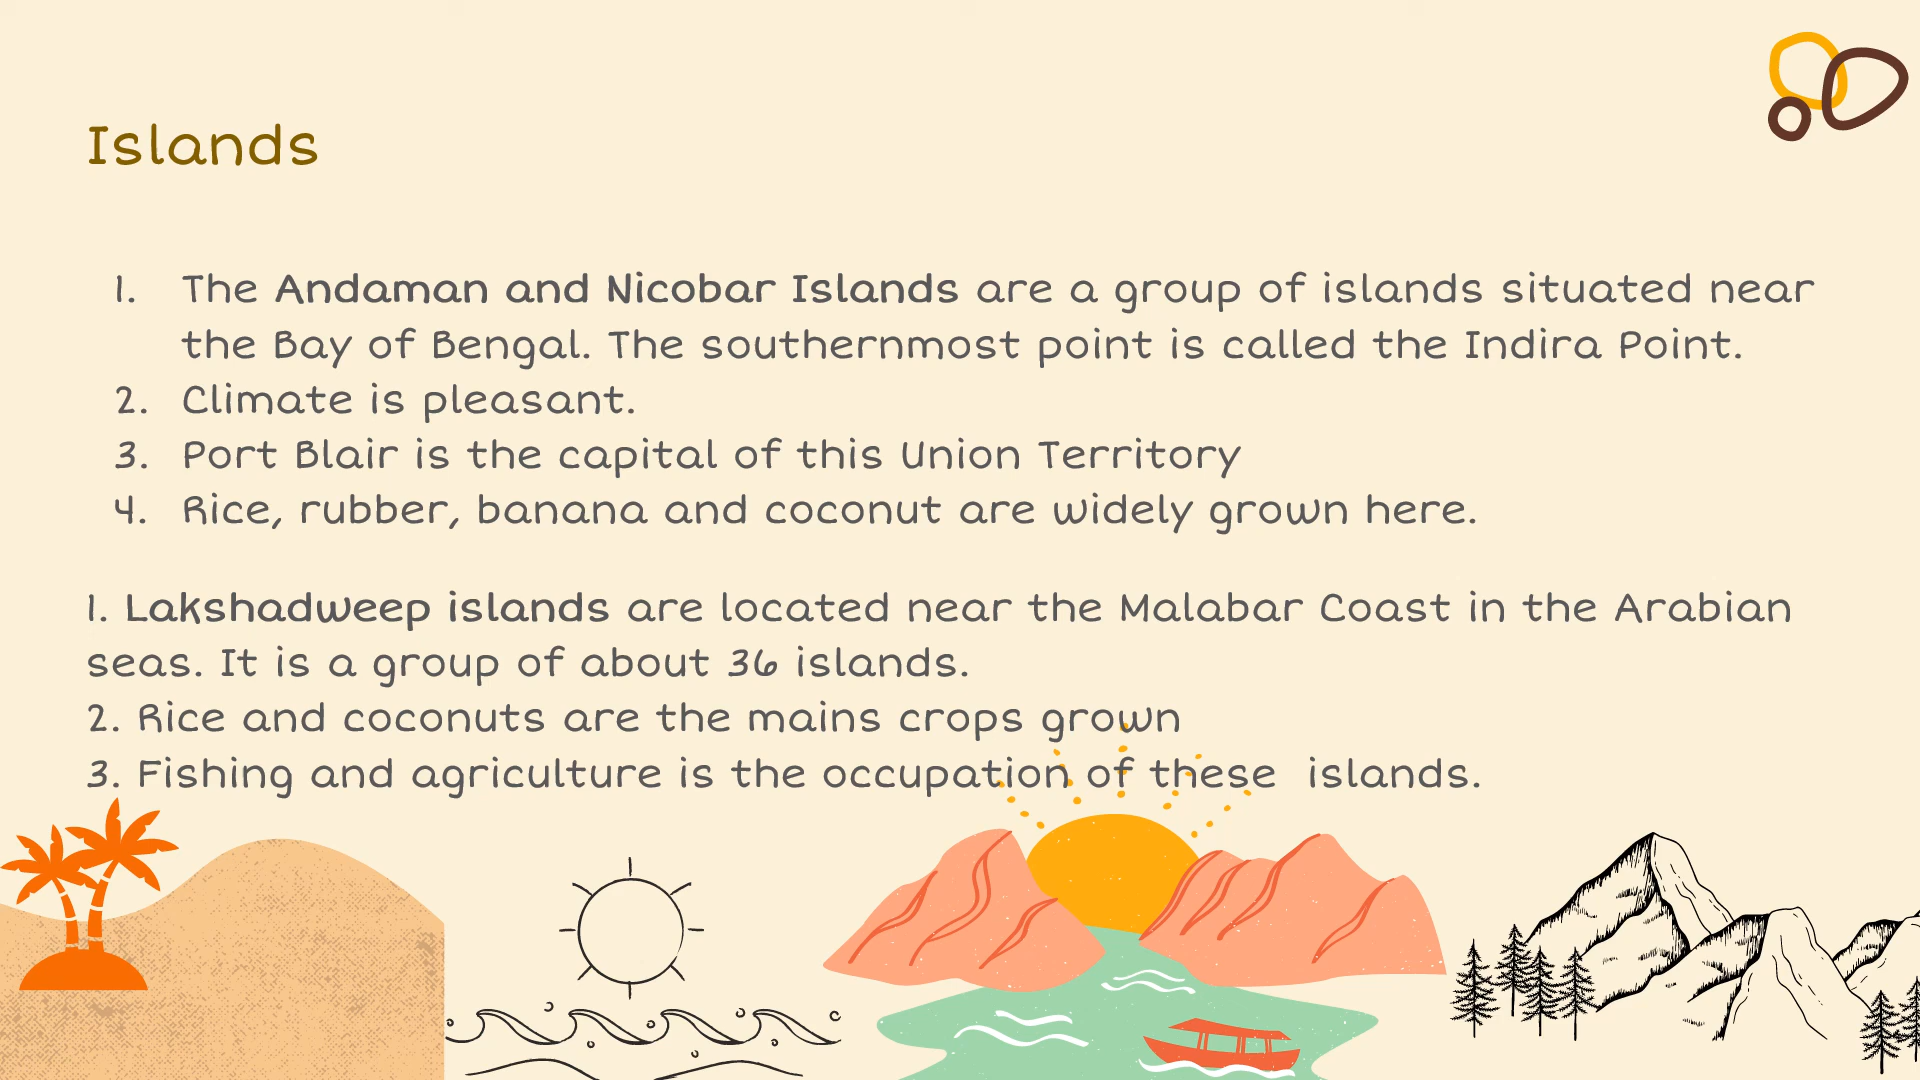 Islands
1. The Andaman and Nicobar Islands are a group of islands situated near
the Bay of Bengal. The southernmost point is called the Indira Point.
2. Climate is pleasant.
3. Port Blair is the capital of this Union Territory
4. Rice, rubber, banana and coconut are widely grown here.
1. Lakshadweep islands are located near the Malabar Coast in the Arabian
seas. It is a group of about 36 islands.
2. Rice and coconuts are the mains crops grown
3. Fishing and agriculture is the occupation of these  islands.